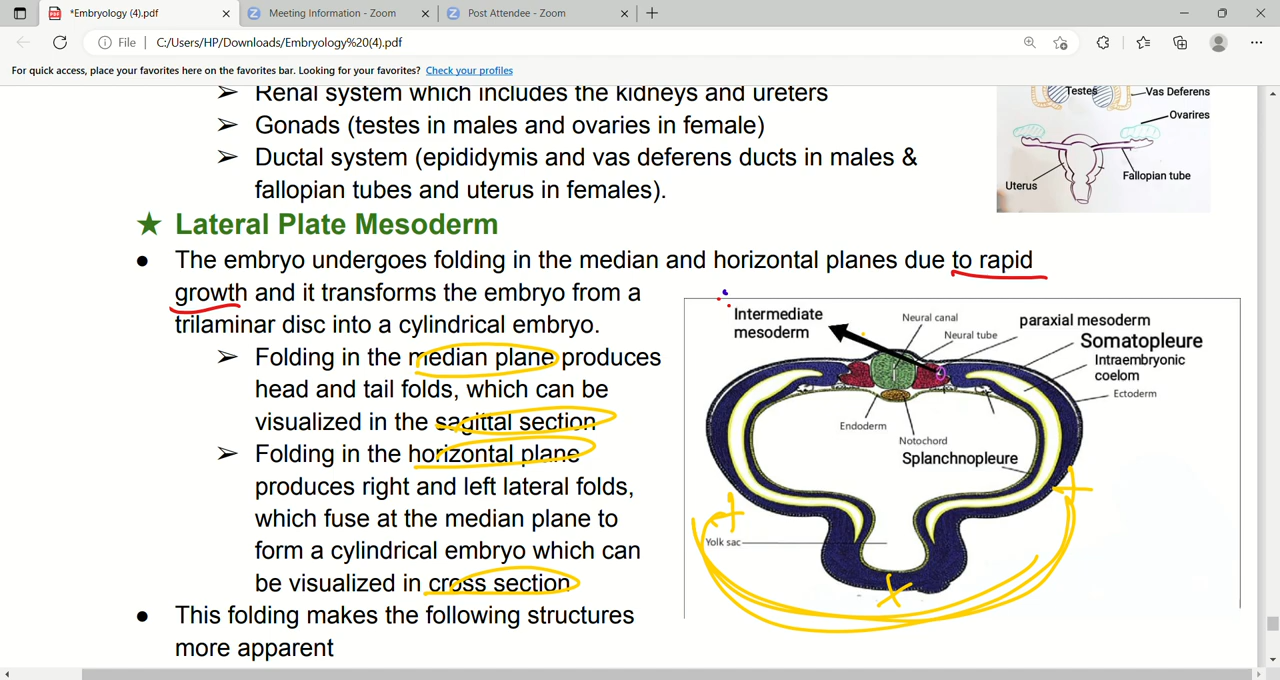 *Embryology (4).pdf
Meeting Information - Zoom
Post Attendee - Zoom
File
C:/Users/HP/Downloads/Embryology%20(4).pdf
For quick access, place your favorites here on the favorites bar. Looking for your favorites? Check your profiles
➢ Renal system which includes the kidneys and ureters
➢ Gonads (testes in males and ovaries in female)
➢ Ductal system (epididymis and vas deferens ducts in males &
fallopian tubes and uterus in females).
Testes
Vas Deferens
Ovarires
Uterus
Fallopian tube
★ Lateral Plate Mesoderm
● The embryo undergoes folding in the median and horizontal planes due to rapid
growth and it transforms the embryo from a
trilaminar disc into a cylindrical embryo.
➢ Folding in the median plane produces
head and tail folds, which can be
visualized in the sagittal section
➢ Folding in the horizontal plane
produces right and left lateral folds,
which fuse at the median plane to
form a cylindrical embryo which can
be visualized in cross section
● This folding makes the following structures
more apparent
Intermediate
mesoderm
Neural canal
Neural tube
paraxial mesoderm
Somatopleure
Intraembryonic
coelom
Ectoderm
Endoderm
Notochord
Splanchnopleure
Yolk sac